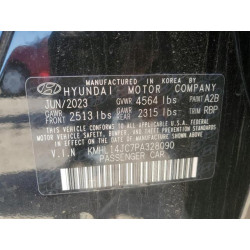 MANUFACTURED IN KOREA BY
HYUNDAI MOTOR COMPANY
JUN/2023 GVWR 4564 lbs PAINT A2B
GAWR FR. 2513 lbs GAWR RR. 2315 lbs TRIM RBP
THIS VEHICLE CONFORMS TO ALL APPLICABLE
U.S. FEDERAL MOTOR VEHICLE SAFETY, BUMPER,
AND THEFT PREVENTION STANDARDS IN EFFECT
ON THE DATE OF MANUFACTURE SHOWN ABOVE.
V.I.N KMHL14JC7PA328090
PASSENGER CAR